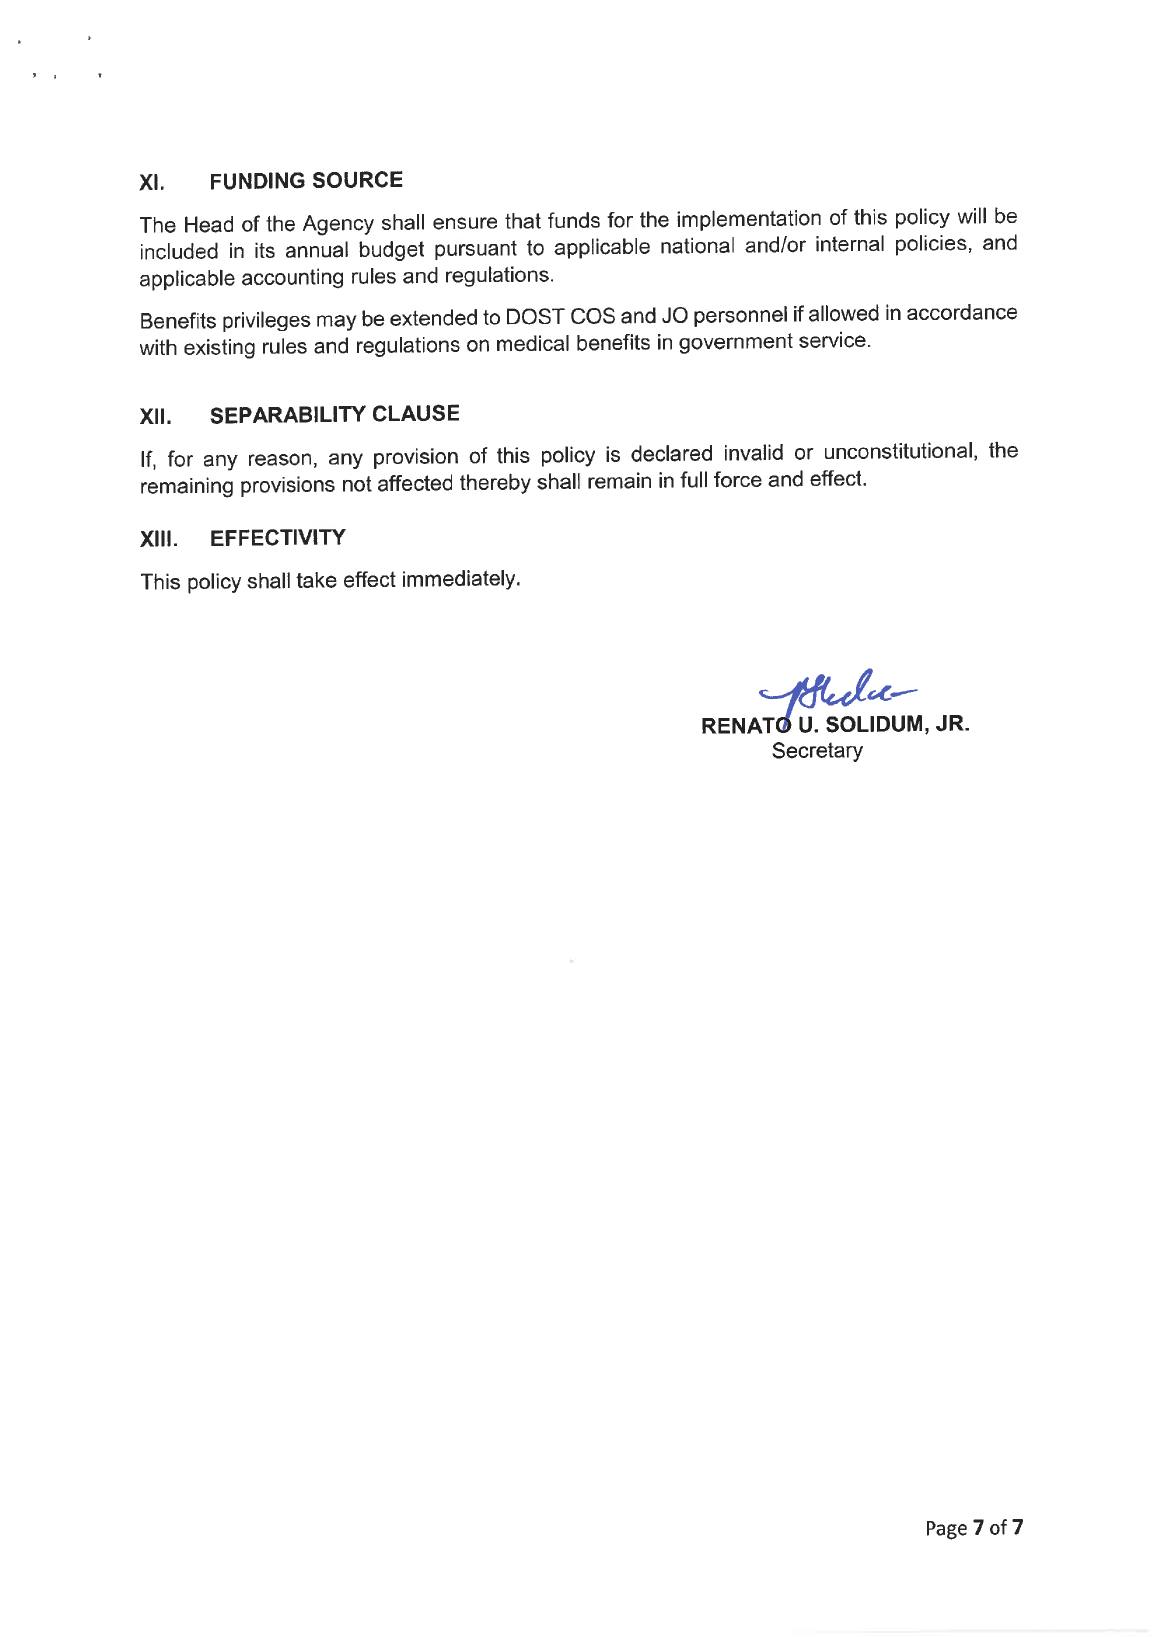 XI. FUNDING SOURCE
The Head of the Agency shall ensure that funds for the implementation of this policy will be
included in its annual budget pursuant to applicable national and/or internal policies, and
applicable accounting rules and regulations.
Benefits privileges may be extended to DOST COS and JO personnel if allowed in accordance
with existing rules and regulations on medical benefits in government service.
XII. SEPARABILITY CLAUSE
If, for any reason, any provision of this policy is declared invalid or unconstitutional, the
remaining provisions not affected thereby shall remain in full force and effect.
XIII. EFFECTIVITY
This policy shall take effect immediately.
RENATO U. SOLIDUM, JR.
Secretary
Page 7 of 7